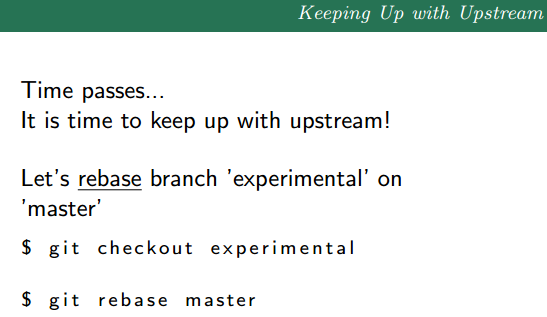 Keeping Up with Upstream
Time passes...
It is time to keep up with upstream!
Let's rebase branch 'experimental' on
'master'
$ git checkout experimental
$ git rebase master